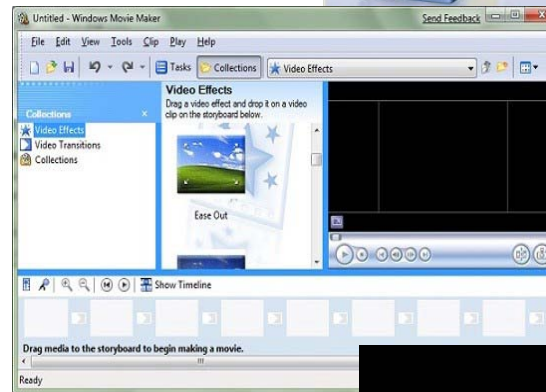 Untitled - Windows Movie Maker
Send Feedback
File Edit View Tools Clip Play Help
Tasks Collections Video Effects
Collections x
Video Effects
Video Transitions
Collections
Video Effects
Drag a video effect and drop it on a video
clip on the storyboard below.
Ease Out
Show Timeline
Drag media to the storyboard to begin making a movie.
Ready